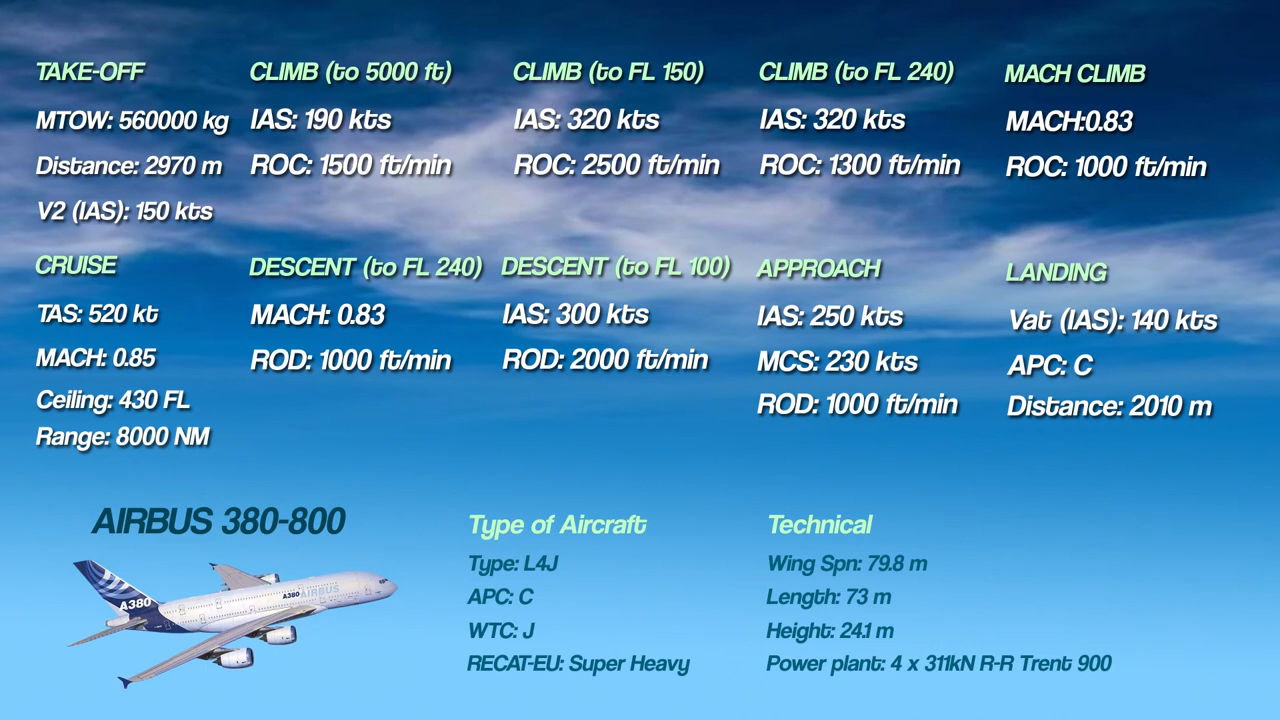 TAKE-OFF
MTOW: 560000 kg
Distance: 2970 m
V2 (IAS): 150 kts
CLIMB (to 5000 ft)
IAS: 190 kts
ROC: 1500 ft/min
CLIMB (to FL 150)
IAS: 320 kts
ROC: 2500 ft/min
CLIMB (to FL 240)
IAS: 320 kts
ROC: 1300 ft/min
MACH CLIMB
MACH:0.83
ROC: 1000 ft/min
CRUISE
TAS: 520 kt
MACH: 0.85
Ceiling: 430 FL
Range: 8000 NM
DESCENT (to FL 240)
MACH: 0.83
ROD: 1000 ft/min
DESCENT (to FL 100)
IAS: 300 kts
ROD: 2000 ft/min
APPROACH
IAS: 250 kts
MCS: 230 kts
ROD: 1000 ft/min
LANDING
Vat (IAS): 140 kts
APC: C
Distance: 2010 m
AIRBUS 380-800
A380
A380 AIRBUS
Type of Aircraft
Type: L4J
APC: C
WTC: J
RECAT-EU: Super Heavy
Technical
Wing Spn: 79.8 m
Length: 73 m
Height: 24.1 m
Power plant: 4 x 311kN R-R Trent 900